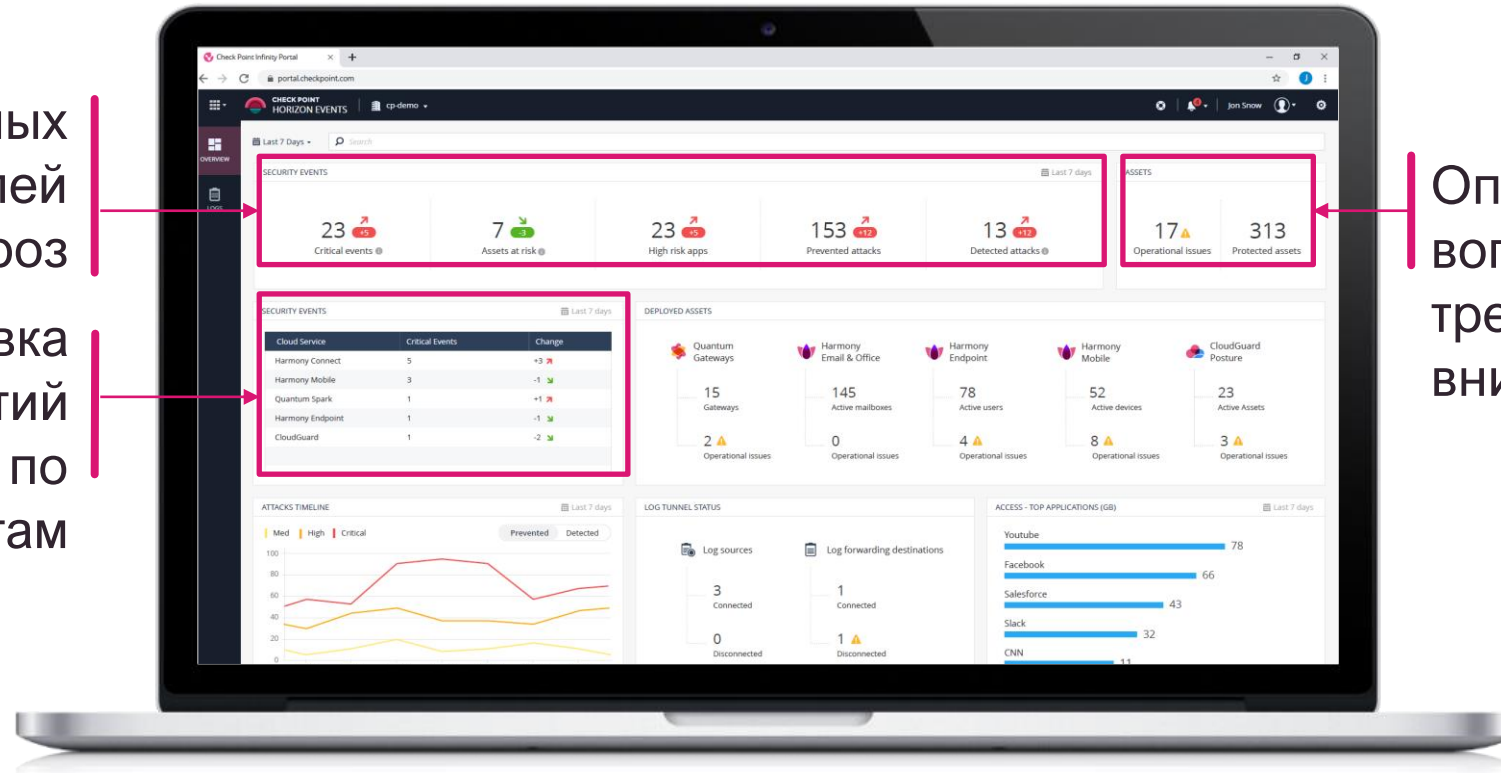 ных
лей
роз
вка
тий
по
там
Check Point Infinity Portal
portal.checkpoint.com
CHECK POINT
HORIZON EVENTS
cp-demo
Jon Snow
OVERVIEW
LOGS
Last 7 Days
Search
SECURITY EVENTS
Last 7 days
23 +5
Critical events
7 -3
Assets at risk
23 +5
High risk apps
153 +12
Prevented attacks
13 +12
Detected attacks
ASSETS
17
Operational issues
313
Protected assets
SECURITY EVENTS
Last 7 days
Cloud Service Critical Events Change
Harmony Connect 5 +3
Harmony Mobile 3 -1
Quantum Spark 1 +1
Harmony Endpoint 1 -1
CloudGuard 1 -2
DEPLOYED ASSETS
Quantum
Gateways
15
Gateways
2
Operational issues
Harmony
Email & Office
145
Active mailboxes
0
Operational issues
Harmony
Endpoint
78
Active users
4
Operational issues
Harmony
Mobile
52
Active devices
8
Operational issues
CloudGuard
Posture
23
Active Assets
3
Operational issues
ATTACKS TIMELINE
Last 7 days
Med High Critical
Prevented Detected
100
80
60
40
20
0
LOG TUNNEL STATUS
Log sources
3
Connected
0
Disconnected
Log forwarding destinations
1
Connected
1
Disconnected
ACCESS - TOP APPLICATIONS (GB)
Last 7 days
Youtube
78
Facebook
66
Salesforce
43
Slack
32
CNN
11
Оп
воп
тре
вни